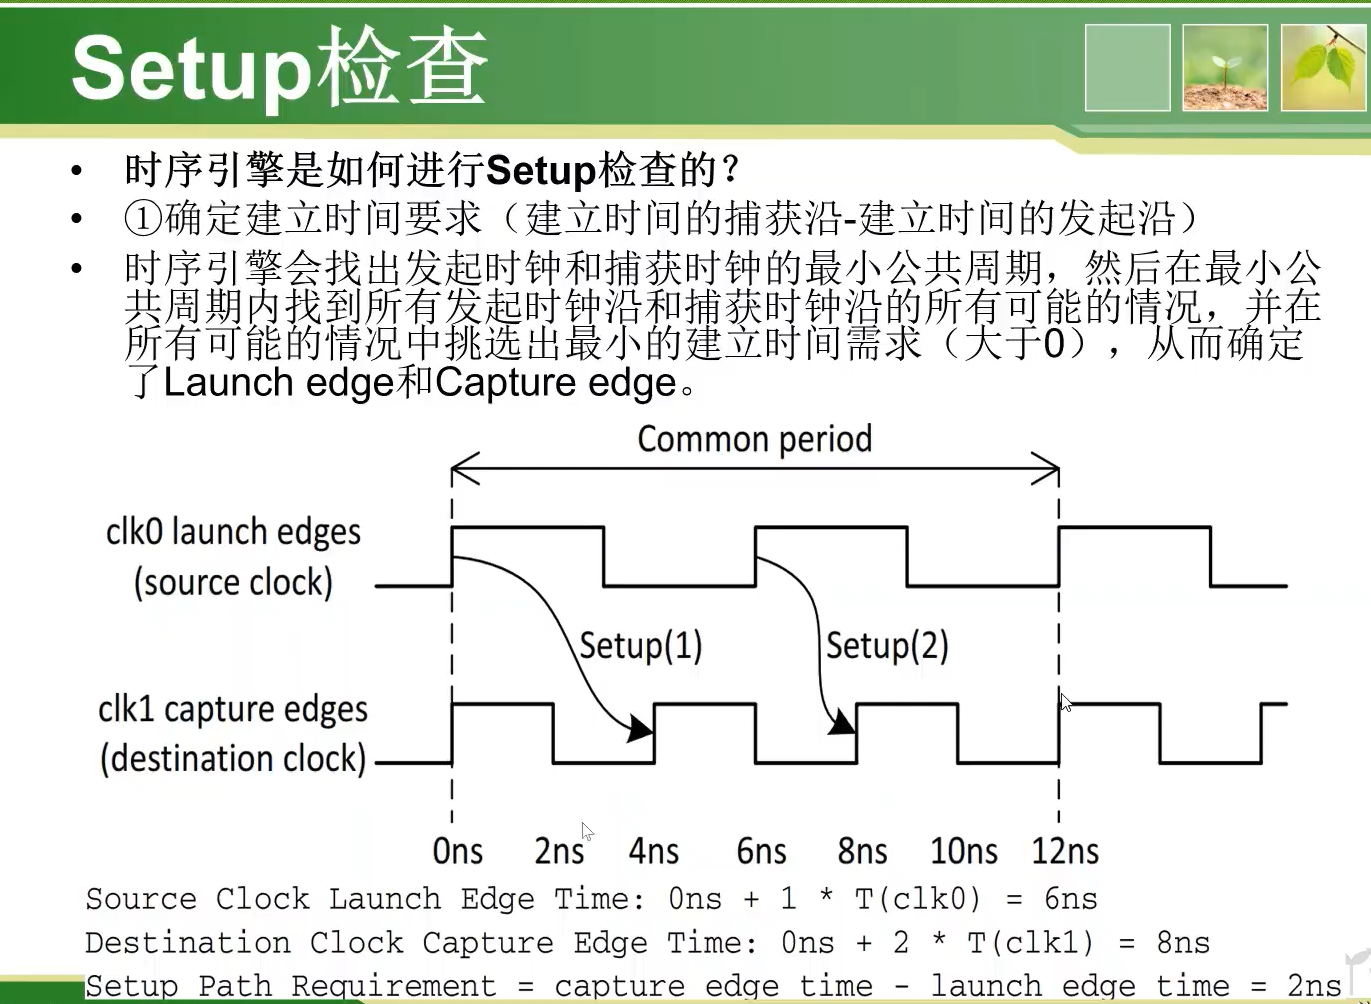 Setup检查
• 时序引擎是如何进行Setup检查的？
• ①确定建立时间要求（建立时间的捕获沿-建立时间的发起沿）
• 时序引擎会找出发起时钟和捕获时钟的最小公共周期，然后在最小公
共周期内找到所有发起时钟沿和捕获时钟沿的所有可能的情况，并在
所有可能的情况中挑选出最小的建立时间需求（大于0），从而确定
了Launch edge和Capture edge。
Common period
clk0 launch edges
(source clock)
Setup(1) Setup(2)
clk1 capture edges
(destination clock)
0ns 2ns 4ns 6ns 8ns 10ns 12ns
Source Clock Launch Edge Time: 0ns + 1 * T(clk0) = 6ns
Destination Clock Capture Edge Time: 0ns + 2 * T(clk1) = 8ns
Setup Path Requirement = capture edge time - launch edge time = 2ns